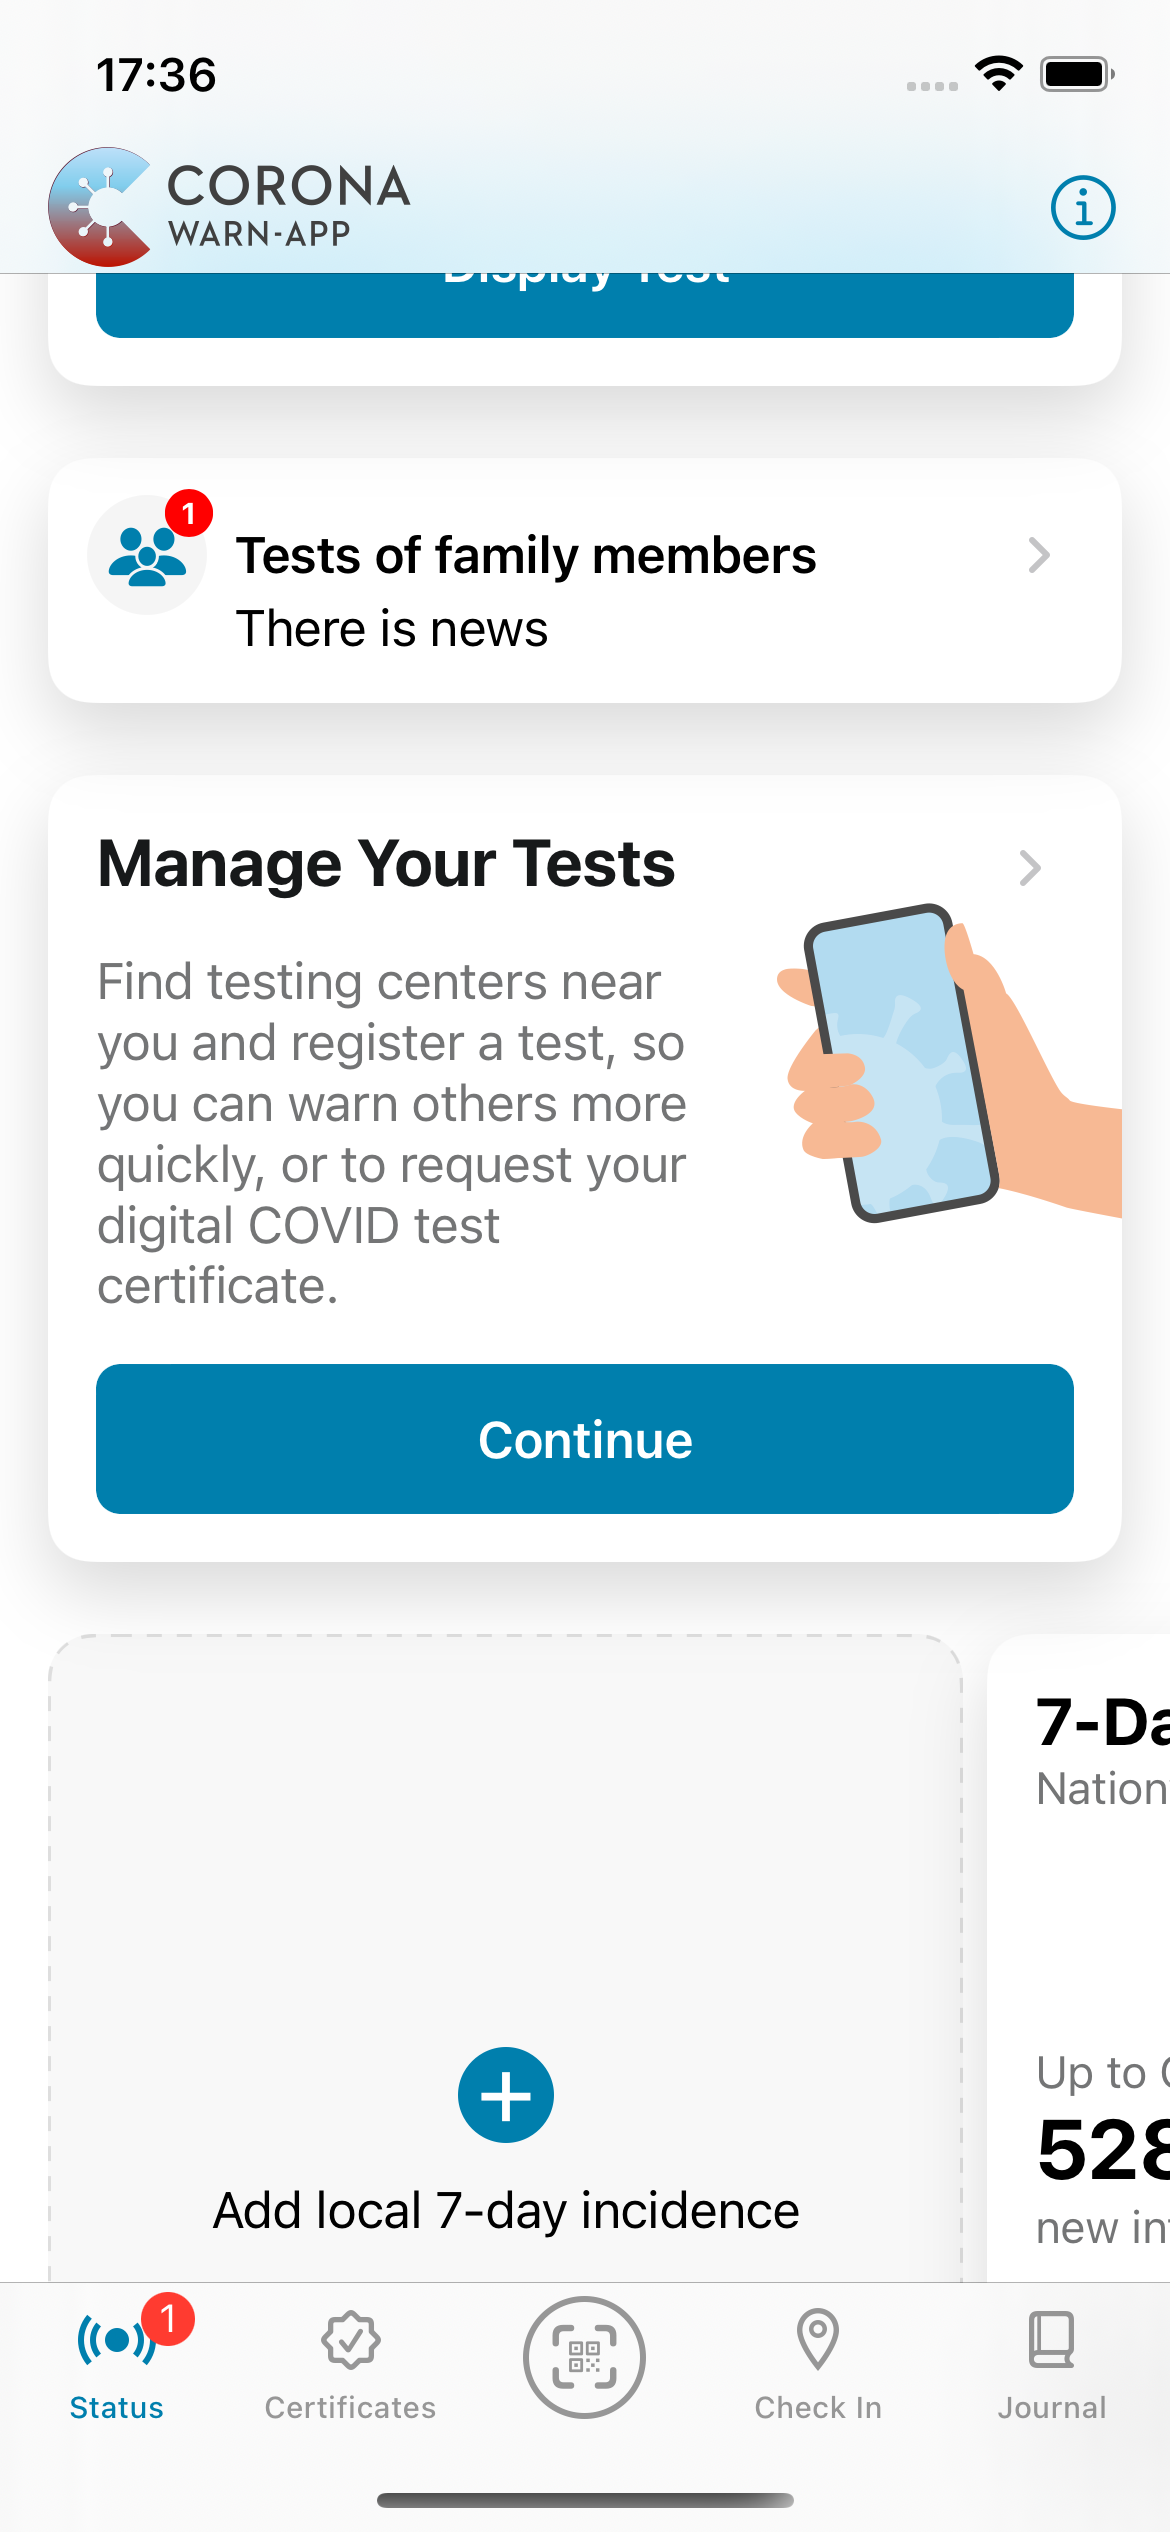 17:36
CORONA
WARN-APP
Display Test
1
Tests of family members
There is news
Manage Your Tests
Find testing centers near
you and register a test, so
you can warn others more
quickly, or to request your
digital COVID test
certificate.
Continue
7-Da
Nation
Up to
Add local 7-day incidence
528
new in
1
Status
Certificates
Check In
Journal